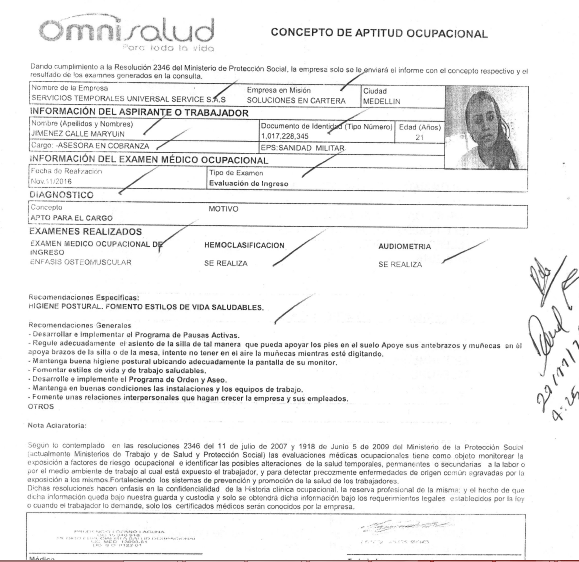 Omnisalud
Para toda la vida
CONCEPTO DE APTITUD OCUPACIONAL
Dando cumplimiento a la Resolución 2346 del Ministerio de Protección Social, la empresa solo se le enviará el informe con el concepto respectivo y el
resultado de los examnes generados en la consulta.
Nombre de la Empresa Empresa en Misión Ciudad
SERVICIOS TEMPORALES UNIVERSAL SERVICE S.A.S SOLUCIONES EN CARTERA MEDELLIN
INFORMACIÓN DEL ASPIRANTE O TRABAJADOR
Nombre (Apellidos y Nombres) Documento de Identidad (Tipo Número) Edad (Años)
JIMENEZ CALLE MARYUIN 1,017,228,345 21
Cargo: -ASESORA EN COBRANZA EPS:SANIDAD MILITAR
INFORMACIÓN DEL EXAMEN MÉDICO OCUPACIONAL
Fecha de Realización Tipo de Examen
Nov.11/2016 Evaluación de Ingreso
DIAGNOSTICO
Concepto MOTIVO
APTO PARA EL CARGO
EXAMENES REALIZADOS
EXAMEN MEDICO OCUPACIONAL DE HEMOCLASIFICACION AUDIOMETRIA
INGRESO
ENFASIS OSTEOMUSCULAR SE REALIZA SE REALIZA
Recomendaciones Específicas:
HIGIENE POSTURAL, FOMENTO ESTILOS DE VIDA SALUDABLES.
Recomendaciones Generales
- Desarrollar e implementar el Programa de Pausas Activas.
- Regule adecuadamente el asiento de la silla de tal manera que pueda apoyar los pies en el suelo Apoye sus antebrazos y muñecas en él
apoya brazos de la silla o de la mesa, intente no tener en el aire la muñecas mientras esté digitando.
- Mantenga buena higiene postural ubicando adecuadamente la pantalla de su monitor.
- Fomentar estilos de vida y de trabajo saludables.
- Desarrolle e implemente el Programa de Orden y Aseo.
- Mantenga en buenas condiciones las instalaciones y los equipos de trabajo.
- Fomente unas relaciones interpersonales que hagan crecer la empresa y sus empleados.
OTROS
Nota Aclaratoria:
Según lo contemplado en las resoluciones 2346 del 11 de julio de 2007 y 1918 de Junio 5 de 2009 del Ministerio de la Protección Social
(actualmente Ministerios de Trabajo y de Salud y Protección Social) las evaluaciones médicas ocupacionales tiene como objeto monitorear la
exposición a factores de riesgo ocupacional e identificar las posibles alteraciones de la salud temporales, permanentes o secundarias a la labor o
por el medio ambiente de trabajo al cual está expuesto el trabajador, y para detectar precozmente enfermedades de origen común agravadas por la
exposición a los mismos Fortaleciendo los sistemas de prevención y promoción de la salud de los trabajadores.
Dichas resoluciones hacen enfasis en la confidencialidad de la Historia clínica ocupacional, la reserva profesional de la misma; y el hecho de que
dicha información queda bajo nuestra guarda y custodia y solo se obtendrá dicha información bajo los requerimientos legales establecidos por la ley
o cuando el trabajador lo demande, solo los certificados médicos serán conocidos por la empresa.